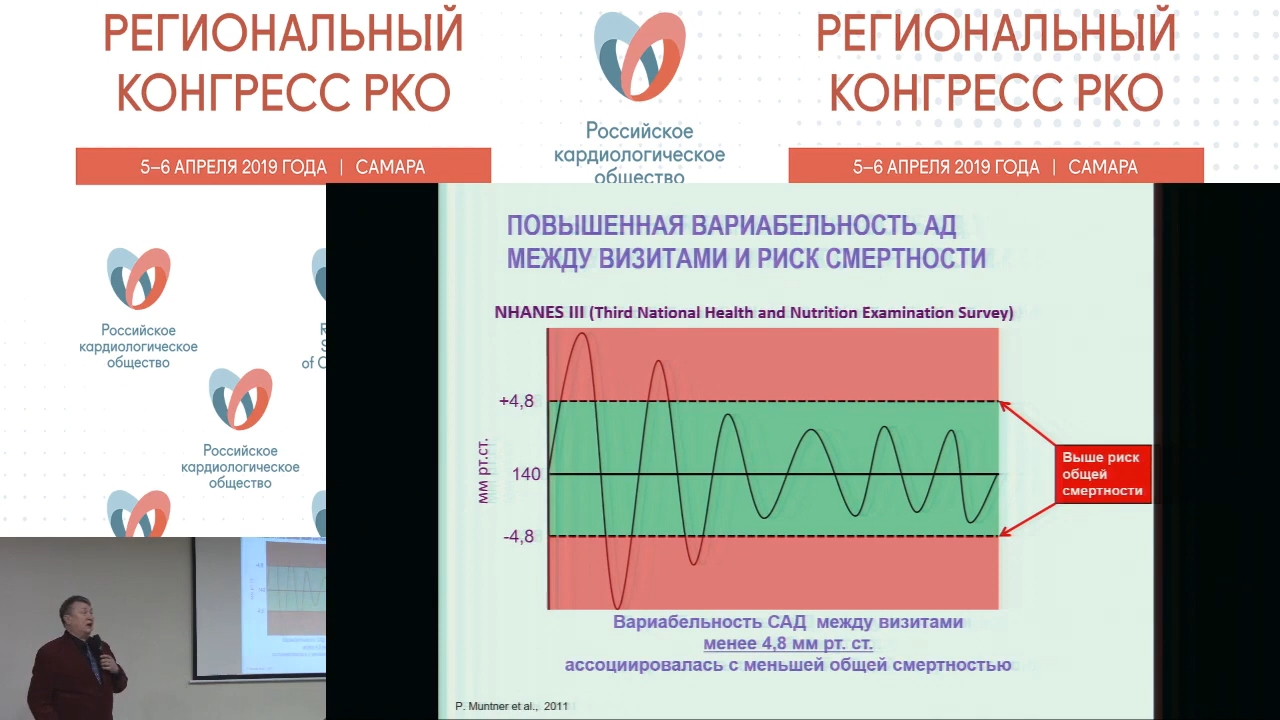 РЕГИОНАЛЬНЫЙ
КОНГРЕСС РКО
5–6 АПРЕЛЯ 2019 ГОДА | САМАРА
Российское
кардиологическое
общество
РЕГИОНАЛЬНЫЙ
КОНГРЕСС РКО
5–6 АПРЕЛЯ 2019 ГОДА | САМАРА
Российское
кардиологическое
общество
R
S
of C
Российское
кардиологическое
общество
ПОВЫШЕННАЯ ВАРИАБЕЛЬНОСТЬ АД
МЕЖДУ ВИЗИТАМИ И РИСК СМЕРТНОСТИ
NHANES III (Third National Health and Nutrition Examination Survey)
+4,8
мм рт.ст.
140
-4,8
Выше риск
общей
смертности
Вариабельность САД между визитами
менее 4,8 мм рт. ст.
ассоциировалась с меньшей общей смертностью
P. Muntner et al., 2011